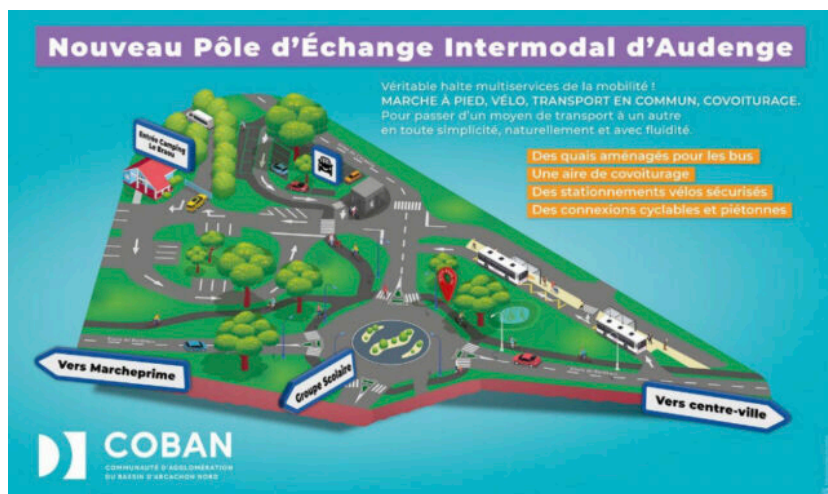 Nouveau Pôle d'Échange Intermodal d'Audenge
Véritable halte multiservices de la mobilité !
MARCHE À PIED, VÉLO, TRANSPORT EN COMMUN, COVOITURAGE.
Pour passer d'un moyen de transport à un autre
en toute simplicité, naturellement et avec fluidité.
Des quais aménagés pour les bus
Une aire de covoiturage
Des stationnements vélos sécurisés
Des connexions cyclables et piétonnes
Entrée Camping
Le Braou
Vers Marcheprime
Groupe Scolaire
Vers centre-ville
COBAN
COMMUNAUTÉ D'AGGLOMÉRATION
DU BASSIN D'ARCACHON NORD